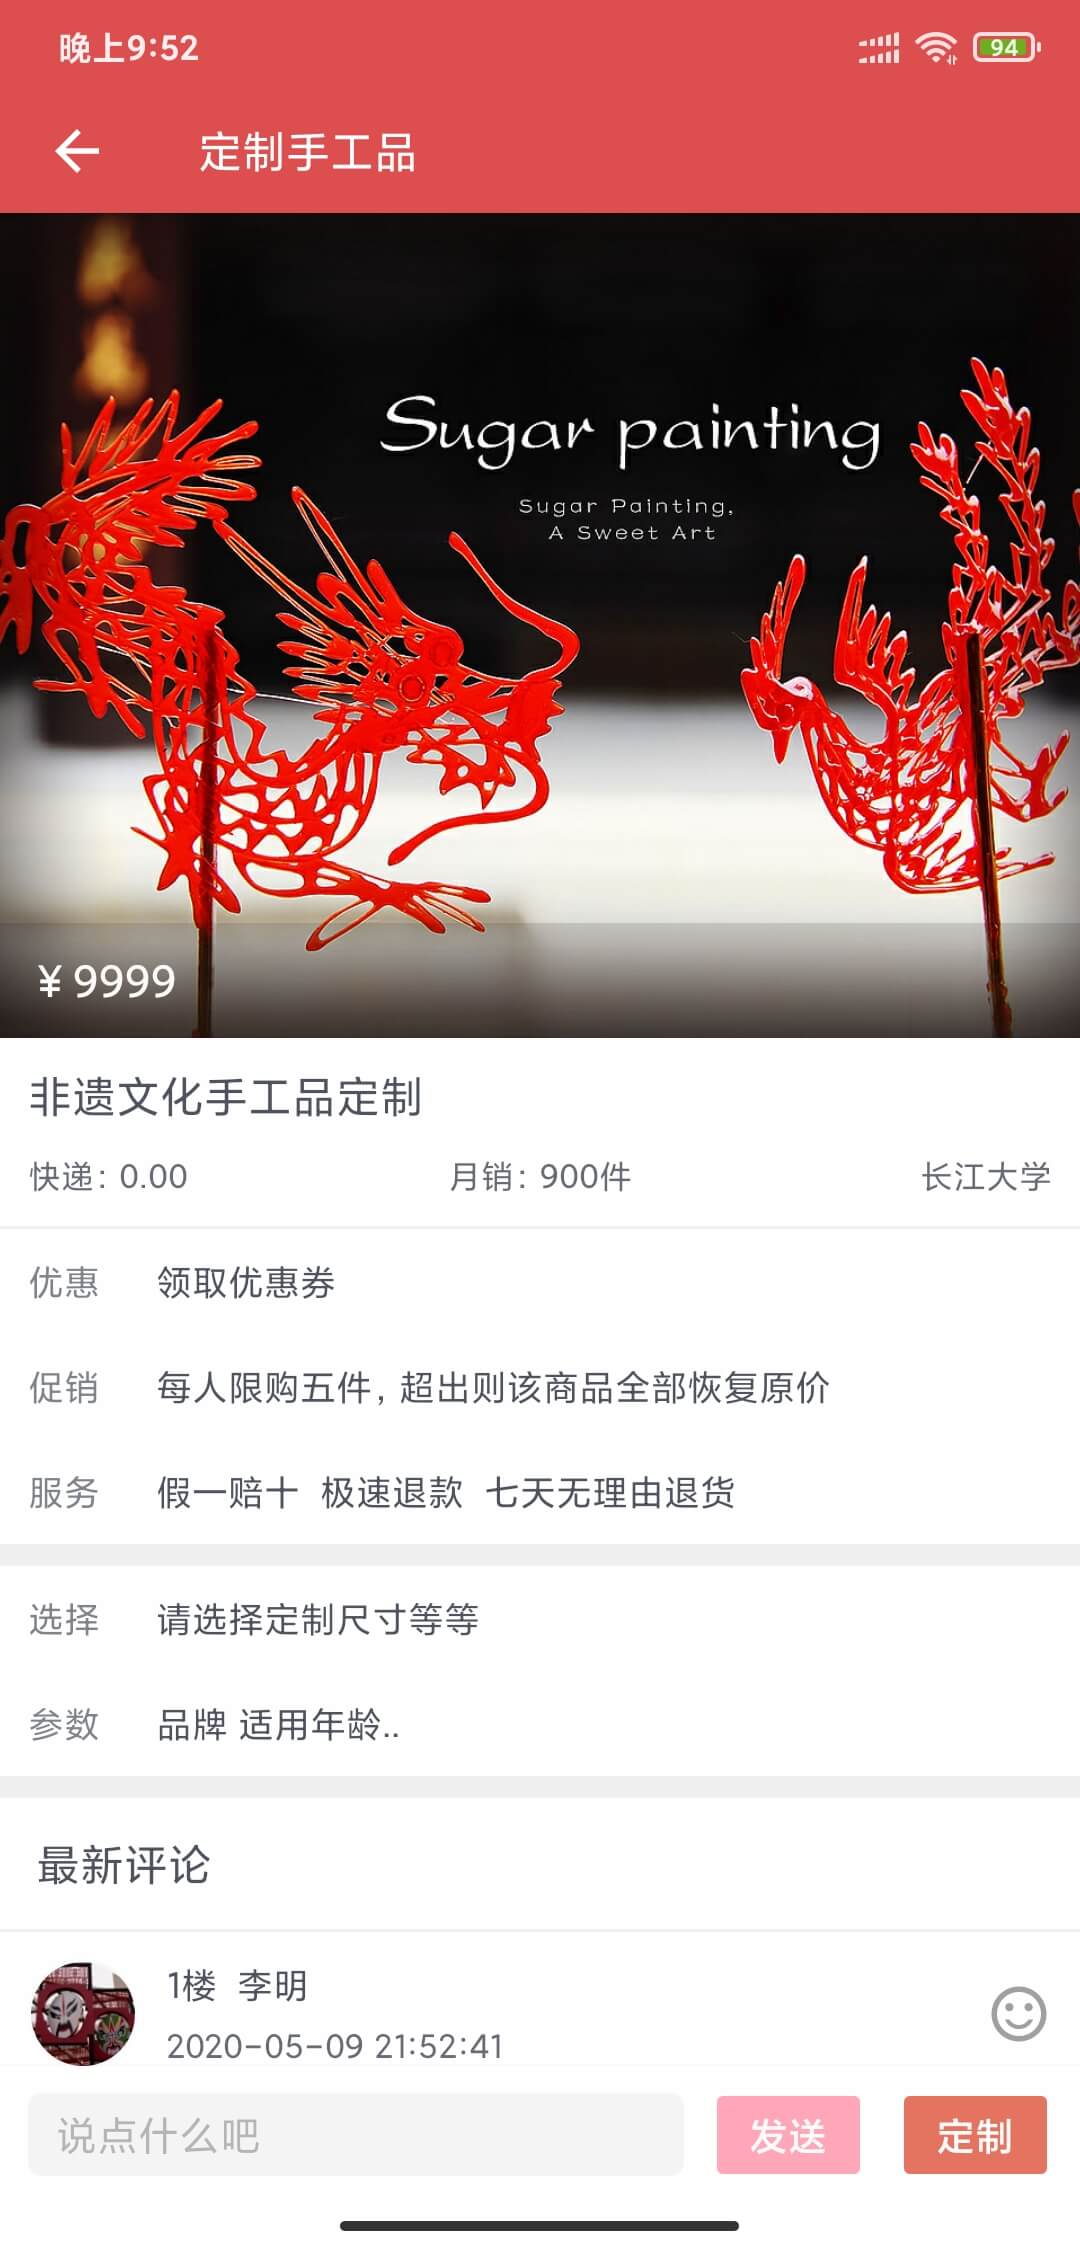 晚上9:52
94
定制手工品
Sugar painting
Sugar Painting,
A Sweet Art
¥ 9999
非遗文化手工品定制
快递: 0.00 月销: 900件 长江大学
优惠 领取优惠券
促销 每人限购五件, 超出则该商品全部恢复原价
服务 假一赔十 极速退款 七天无理由退货
选择 请选择定制尺寸等等
参数 品牌 适用年龄..
最新评论
1楼 李明
2020-05-09 21:52:41
说点什么吧 发送 定制